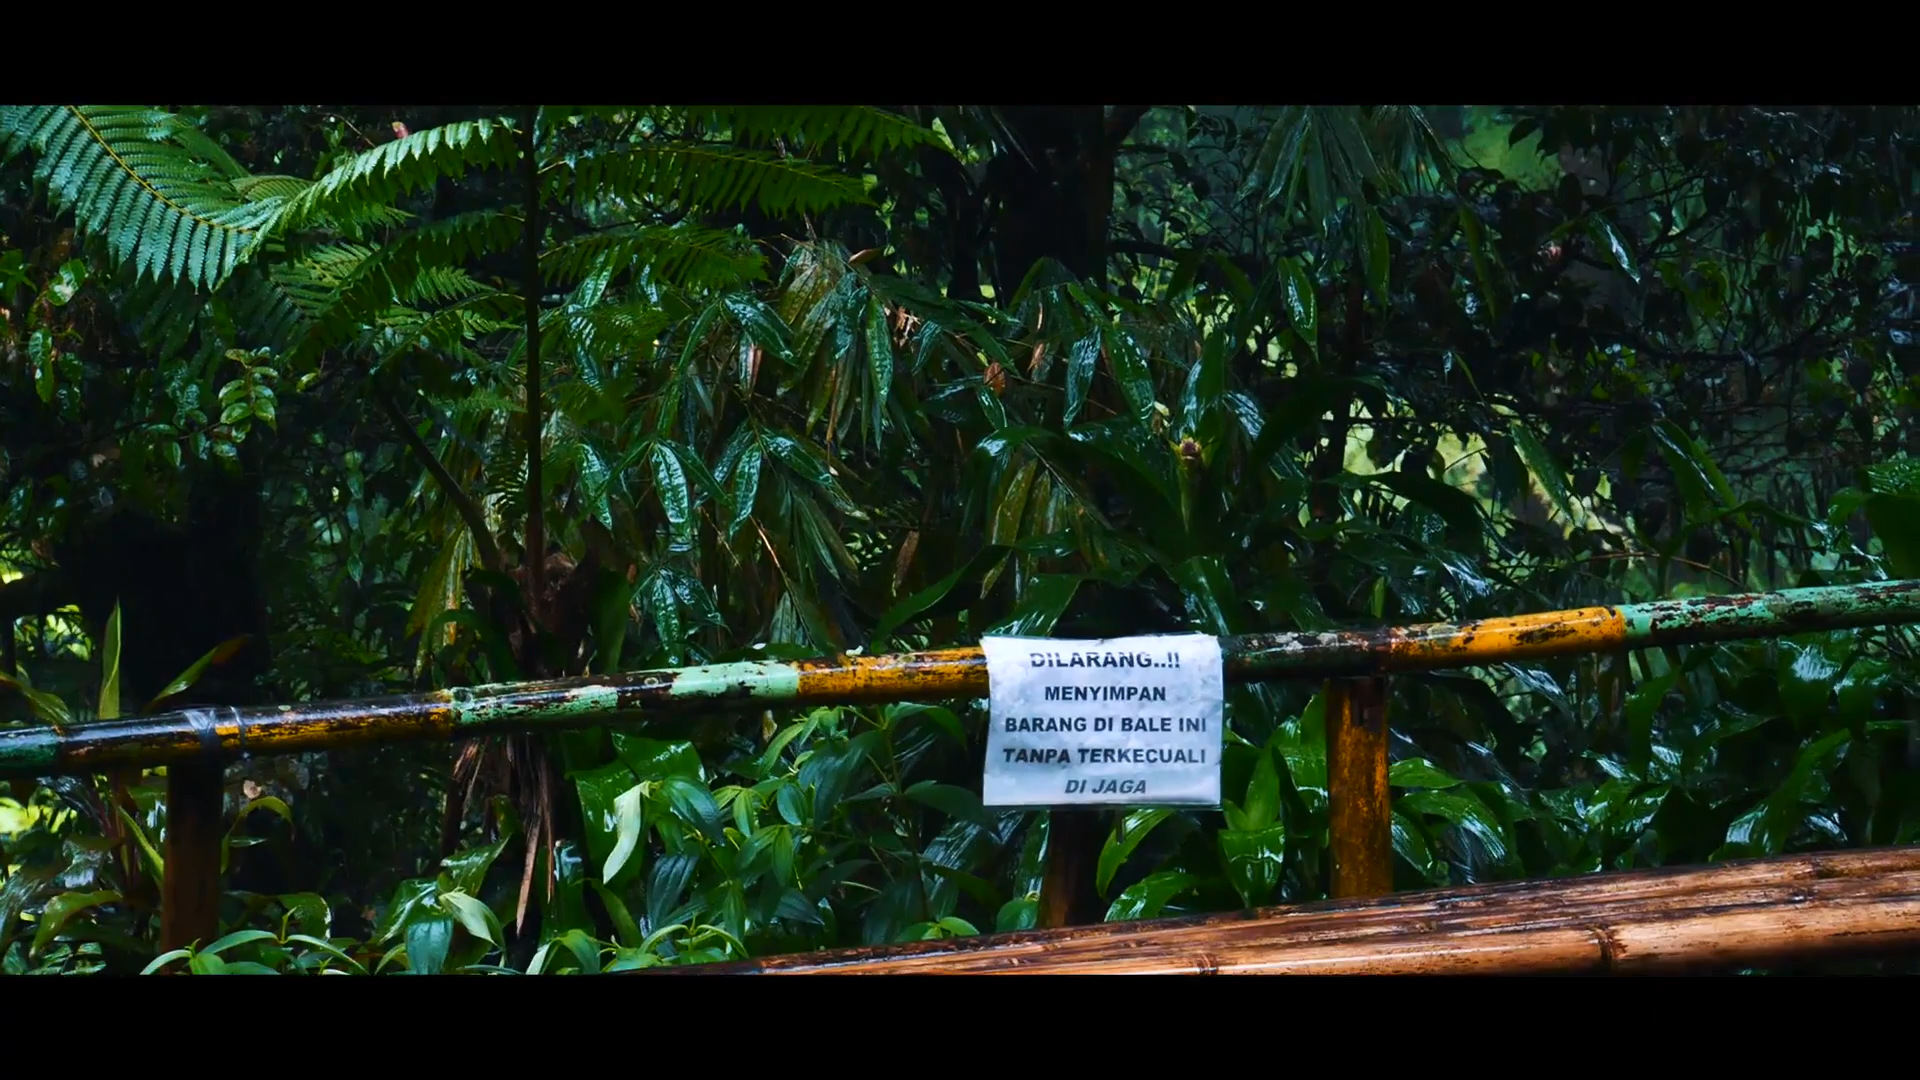 DILARANG..!!
MENYIMPAN
BARANG DI BALE INI
TANPA TERKECUALI
DI JAGA